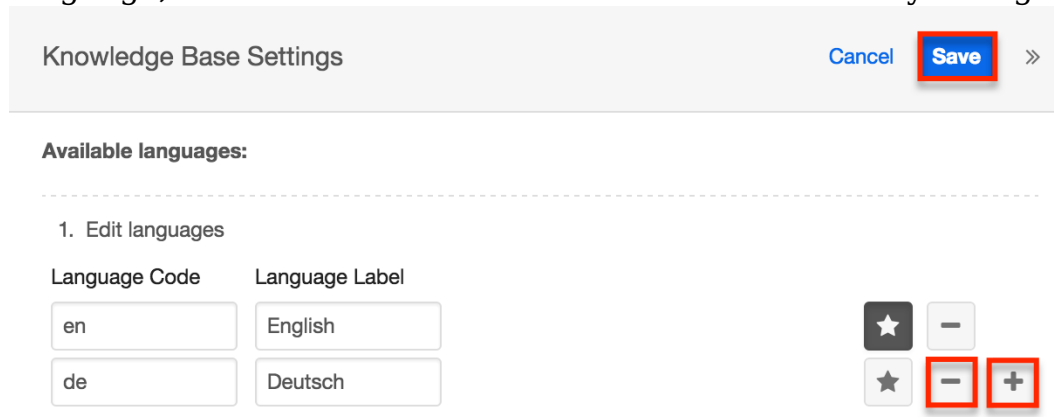 Knowledge Base Settings Cancel Save »
Available languages:
1. Edit languages
Language Code Language Label
en English
de Deutsch